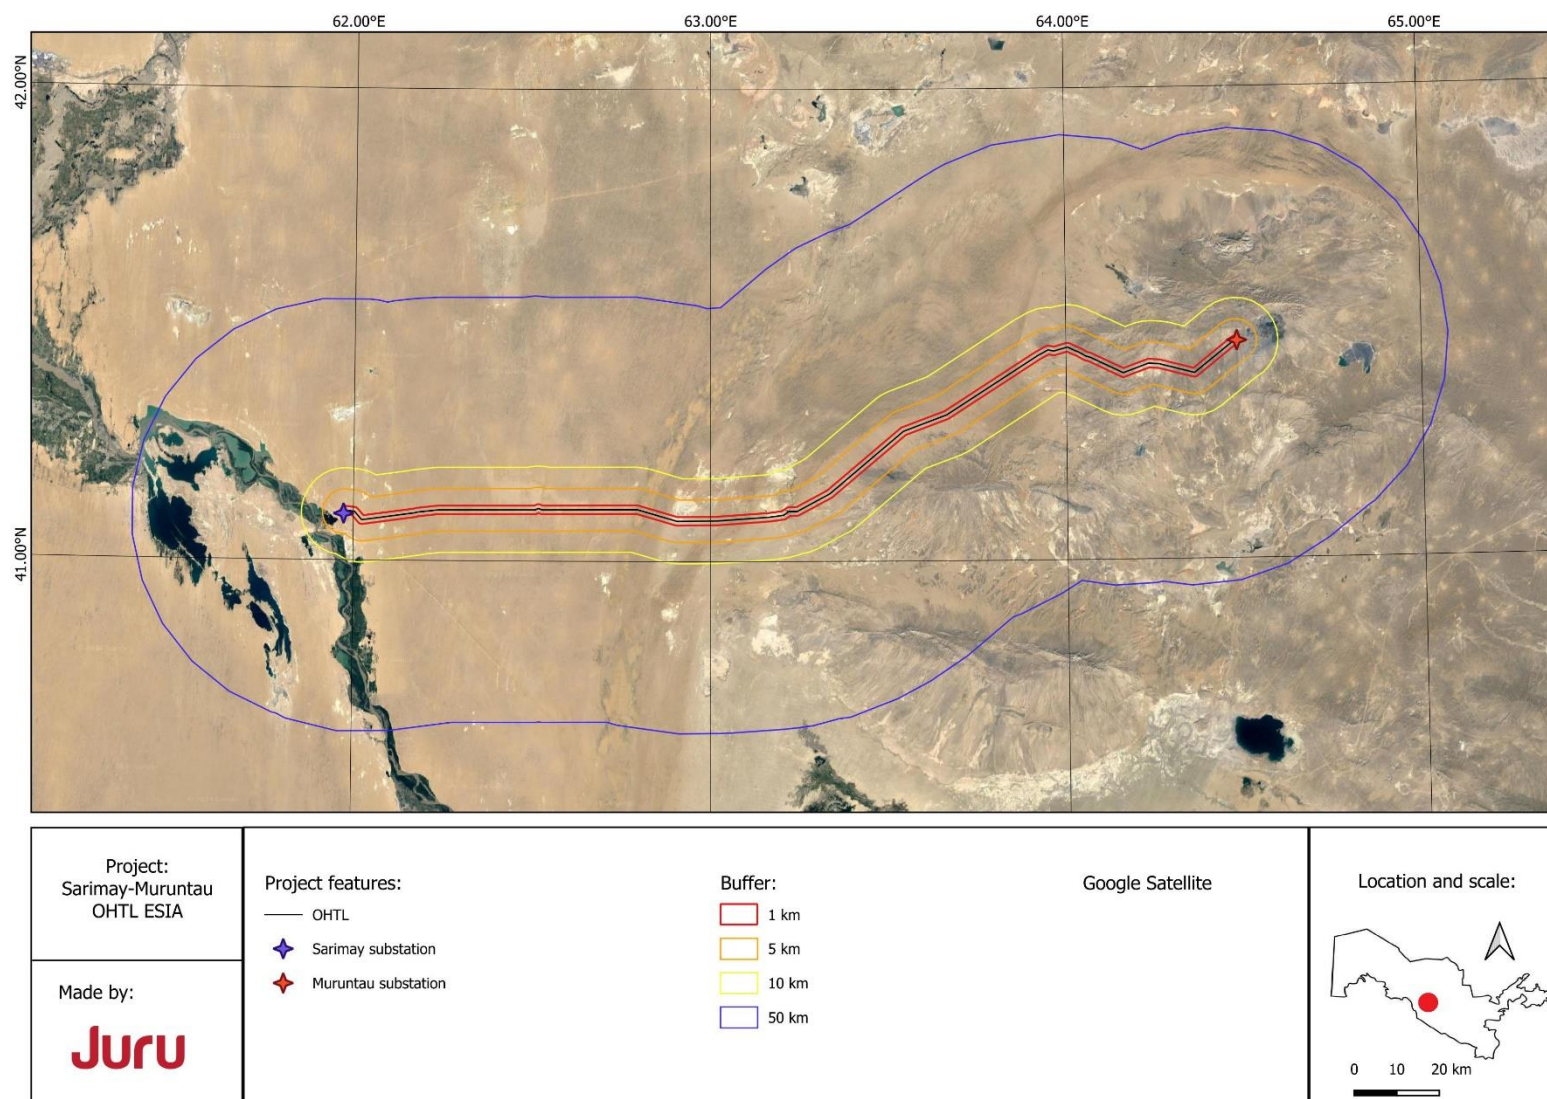 62.00°E 63.00°E 64.00°E 65.00°E
42.00°N
41.00°N
Project:
Sarimay-Muruntau
OHTL ESIA
Made by:
Juru
Project features:
OHTL
Sarimay substation
Muruntau substation
Buffer:
1 km
5 km
10 km
50 km
Google Satellite
Location and scale:
0 10 20 km